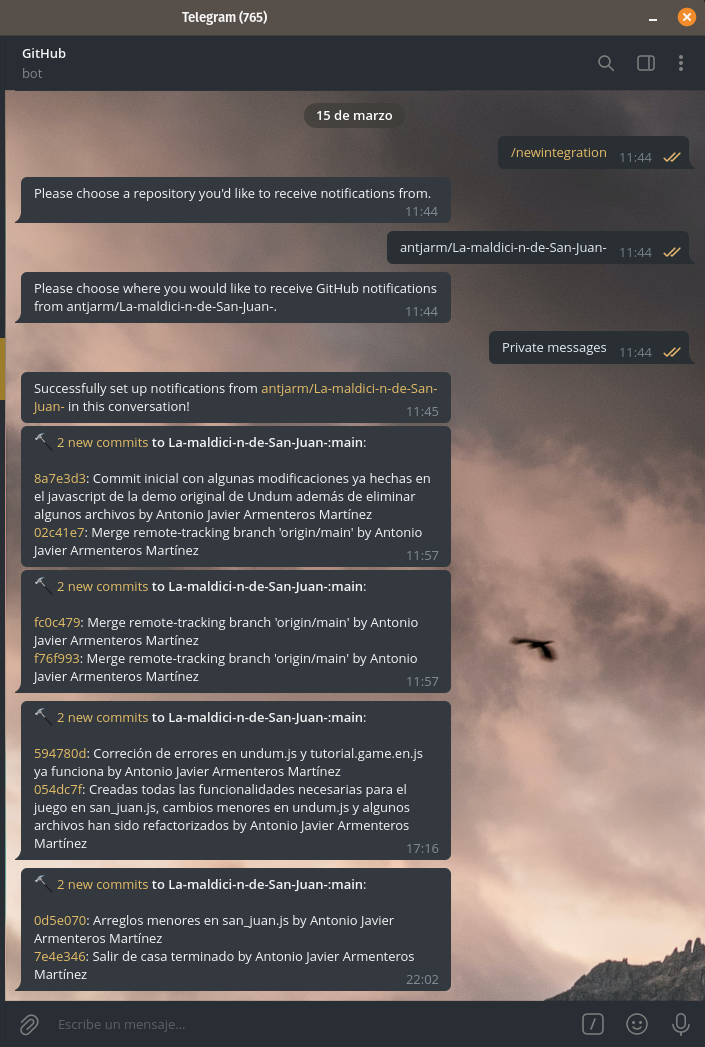 Telegram (765)
GitHub
bot
15 de marzo
/newintegration 11:44
Please choose a repository you'd like to receive notifications from.
11:44
antjarm/La-maldici-n-de-San-Juan- 11:44
Please choose where you would like to receive GitHub notifications
from antjarm/La-maldici-n-de-San-Juan-.
11:44
Private messages 11:44
Successfully set up notifications from antjarm/La-maldici-n-de-San-
Juan- in this conversation!
11:45
2 new commits to La-maldici-n-de-San-Juan-:main:
8a7e3d3: Commit inicial con algunas modificaciones ya hechas en
el javascript de la demo original de Undum además de eliminar
algunos archivos by Antonio Javier Armenteros Martínez
02c41e7: Merge remote-tracking branch 'origin/main' by Antonio
Javier Armenteros Martínez
11:57
2 new commits to La-maldici-n-de-San-Juan-:main:
fc0c479: Merge remote-tracking branch 'origin/main' by Antonio
Javier Armenteros Martínez
f76f993: Merge remote-tracking branch 'origin/main' by Antonio
Javier Armenteros Martínez
11:57
2 new commits to La-maldici-n-de-San-Juan-:main:
594780d: Correción de errores en undum.js y tutorial.game.en.js
ya funciona by Antonio Javier Armenteros Martínez
054dc7f: Creadas todas las funcionalidades necesarias para el
juego en san_juan.js, cambios menores en undum.js y algunos
archivos han sido refactorizados by Antonio Javier Armenteros
Martínez
17:16
2 new commits to La-maldici-n-de-San-Juan-:main:
0d5e070: Arreglos menores en san_juan.js by Antonio Javier
Armenteros Martínez
7e4e346: Salir de casa terminado by Antonio Javier Armenteros
Martínez
22:02
Escribe un mensaje...